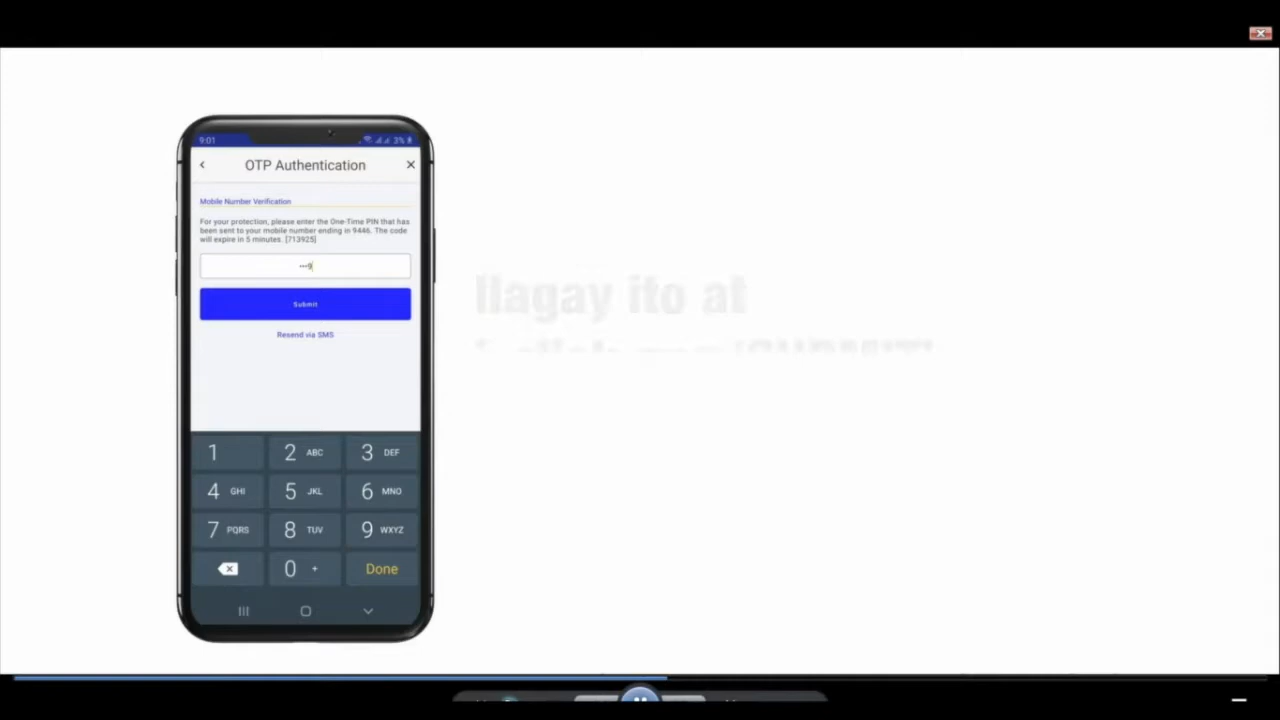 9:01
3%
OTP Authentication
Mobile Number Verification
For your protection, please enter the One-Time PIN that has
been sent to your mobile number ending in 9446. The code
will expire in 5 minutes. [713925]
•••9
Submit
Resend via SMS
Ilagay ito at
1
2 ABC
3 DEF
4 GHI
5 JKL
6 MNO
7 PQRS
8 TUV
9 WXYZ
0 +
Done